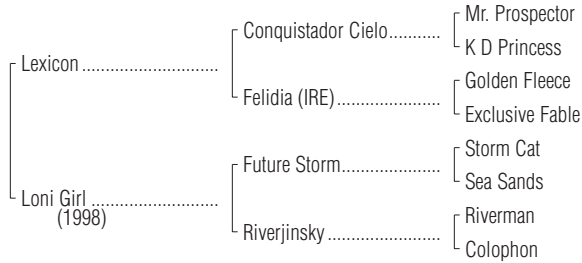 Mr. Prospector
Conquistador Cielo...........
K D Princess
Lexicon .............................
Golden Fleece
Felidia (IRE)......................
Exclusive Fable
Storm Cat
Future Storm.....................
Sea Sands
Loni Girl ...........................
(1998)
Riverman
Riverjinsky ........................
Colophon